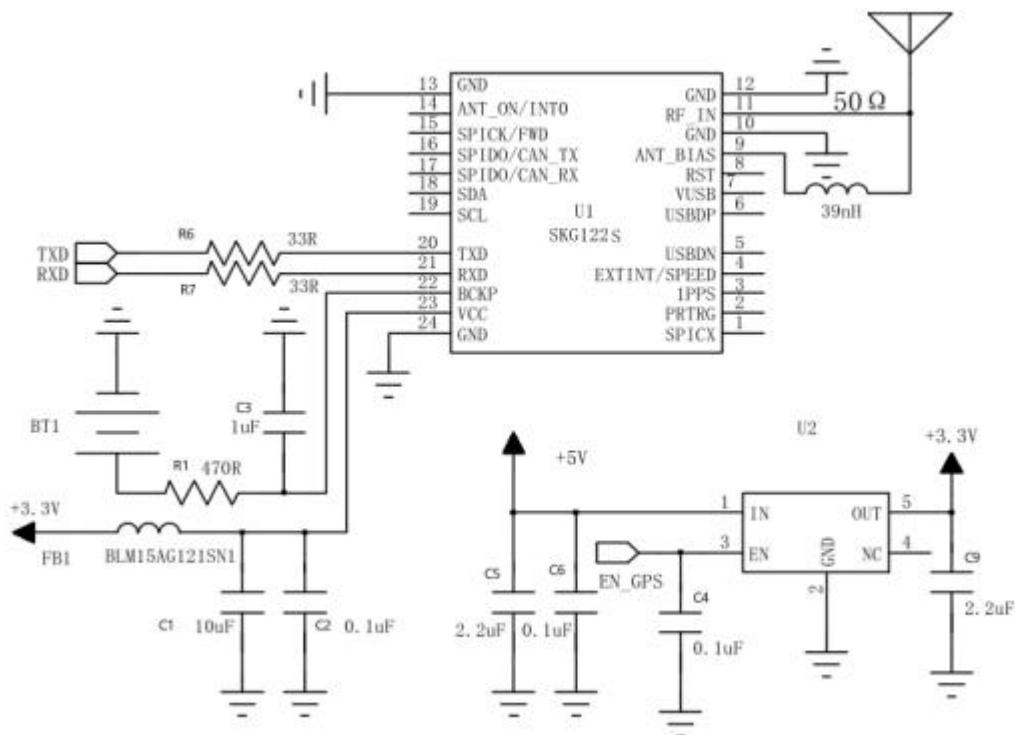 13 GND
14 ANT_ON/INTO
15 SPICK/FWD
16 SPIDO/CAN_TX
17 SPIDO/CAN_RX
18 SDA
19 SCL
20 TXD
21 RXD
22 BCKP
23 VCC
24 GND
U1
SKG122S
GND 12
RF_IN 11
GND 10
ANT_BIAS 9
RST 8
VUSB 7
USBDP 6
USBDN 5
EXTINT/SPEED 4
1PPS 3
PRTRG 2
SPICX 1
50Ω
39nH
TXD
RXD
R6 33R
R7 33R
BT1
C3
1uF
R1 470R
+3.3V
FB1 BLM15AG121SN1
C1 10uF
C2 0.1uF
U2
+5V
+3.3V
1 IN
3 EN
GND 2
OUT 5
NC 4
EN_GPS
C5
2.2uF
C6
0.1uF
C4
0.1uF
C9
2.2uF